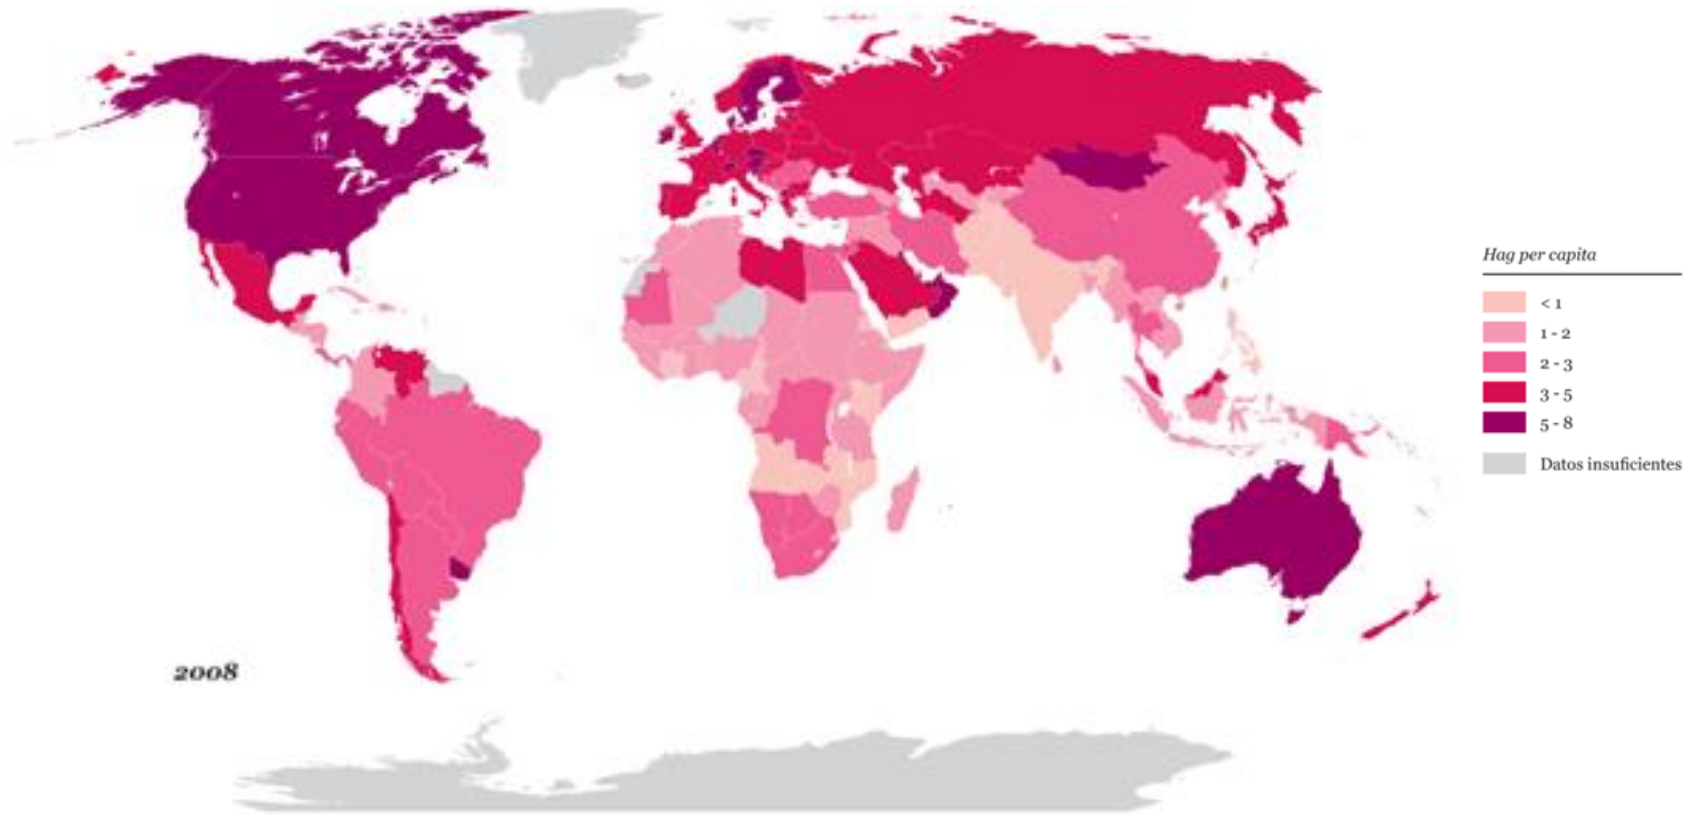 Hag per capita
< 1
1 - 2
2 - 3
3 - 5
5 - 8
Datos insuficientes
2008